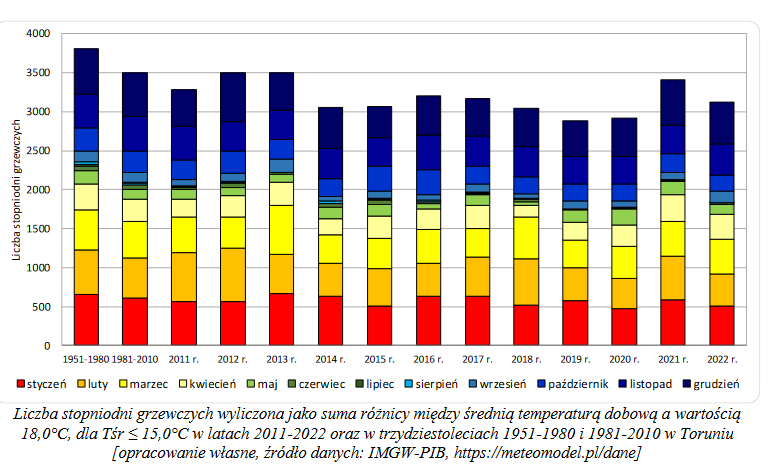 4000
3500
3000
2500
2000
1500
1000
500
0
Liczba stopniodni grzewczych
1951-1980 1981-2010 2011 r. 2012 r. 2013 r. 2014 r. 2015 r. 2016 r. 2017 r. 2018 r. 2019 r. 2020 r. 2021 r. 2022 r.
styczeń luty marzec kwiecień maj czerwiec lipiec sierpień wrzesień październik listopad grudzień
Liczba stopniodni grzewczych wyliczona jako suma różnicy między średnią temperaturą dobową a wartością
18,0°C, dla Tśr ≤ 15,0°C w latach 2011-2022 oraz w trzydziestoleciach 1951-1980 i 1981-2010 w Toruniu
[opracowanie własne, źródło danych: IMGW-PIB, https://meteomodel.pl/dane]